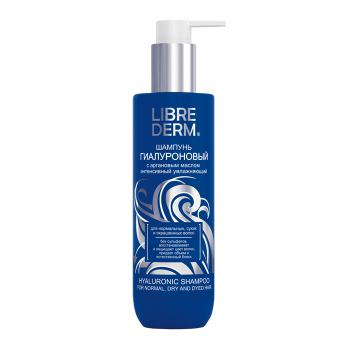 LIBRE
DERM®
ШАМПУНЬ
ГИАЛУРОНОВЫЙ
с аргановым маслом
интенсивный увлажняющий
для нормальных, сухих
и окрашенных волос
без сульфатов
восстанавливает
и защищает цвет волос,
придает объем и
естественный блеск
HYALURONIC SHAMPOO
FOR NORMAL, DRY AND DYED HAIR